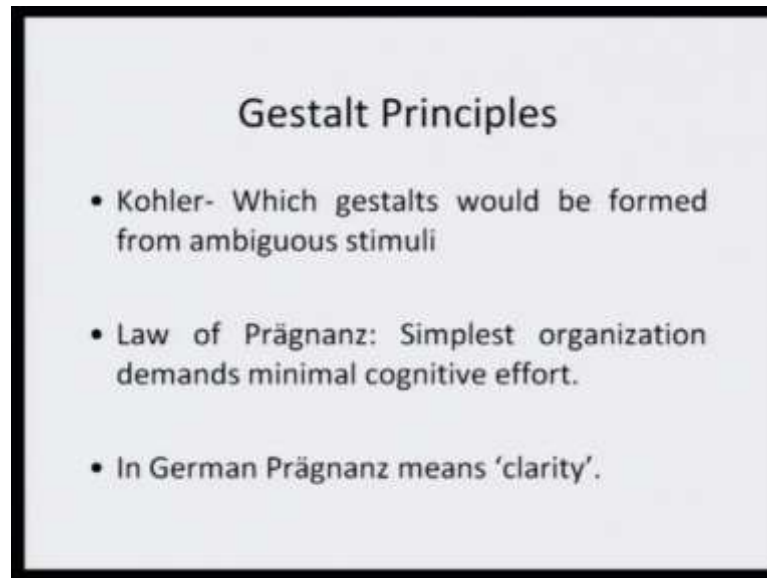 Gestalt Principles
• Kohler- Which gestalts would be formed
from ambiguous stimuli
• Law of Prägnanz: Simplest organization
demands minimal cognitive effort.
• In German Prägnanz means ‘clarity’.